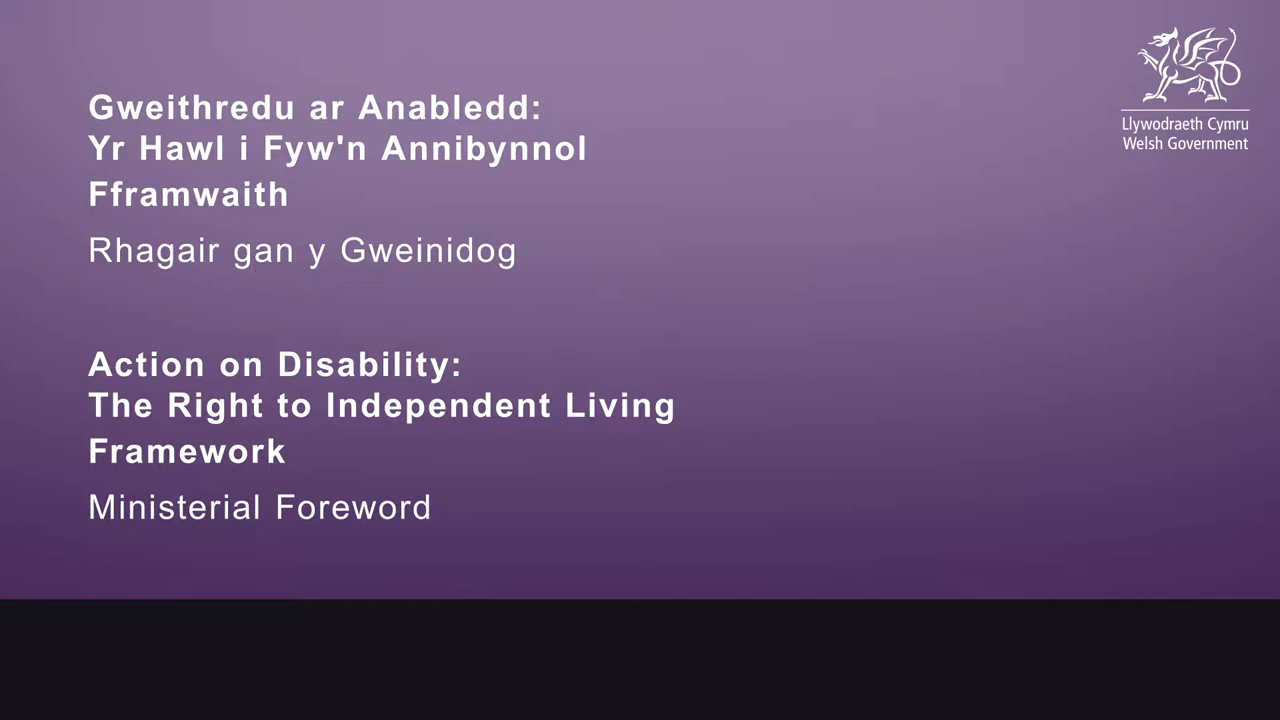 Gweithredu ar Anabledd:
Yr Hawl i Fyw'n Annibynnol
Fframwaith
Rhagair gan y Gweinidog
Action on Disability:
The Right to Independent Living
Framework
Ministerial Foreword
Llywodraeth Cymru
Welsh Government